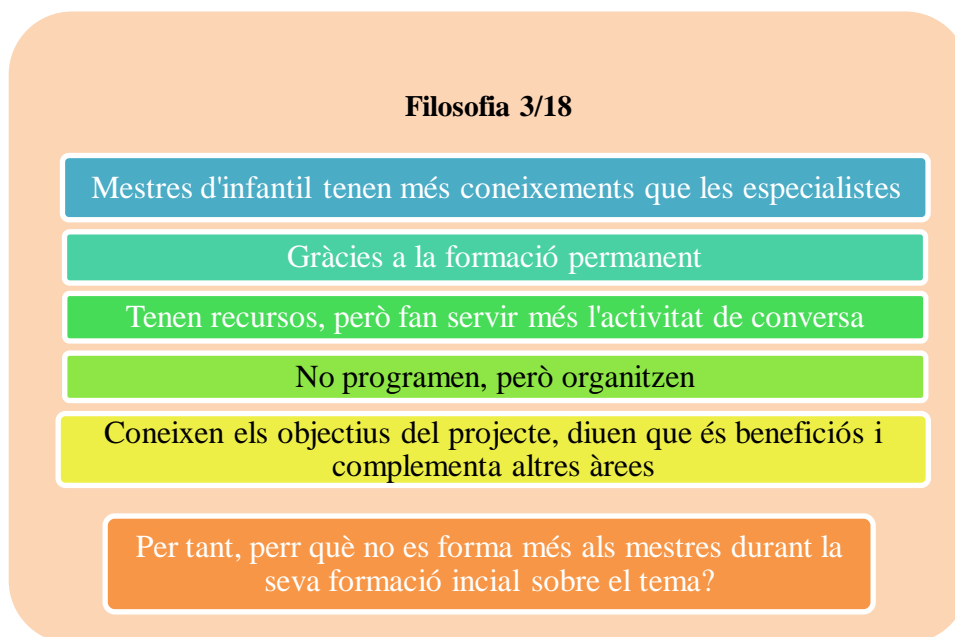 Filosofia 3/18
Mestres d'infantil tenen més coneixements que les especialistes
Gràcies a la formació permanent
Tenen recursos, però fan servir més l'activitat de conversa
No programen, però organitzen
Coneixen els objectius del projecte, diuen que és beneficiós i
complementa altres àrees
Per tant, perr què no es forma més als mestres durant la
seva formació incial sobre el tema?